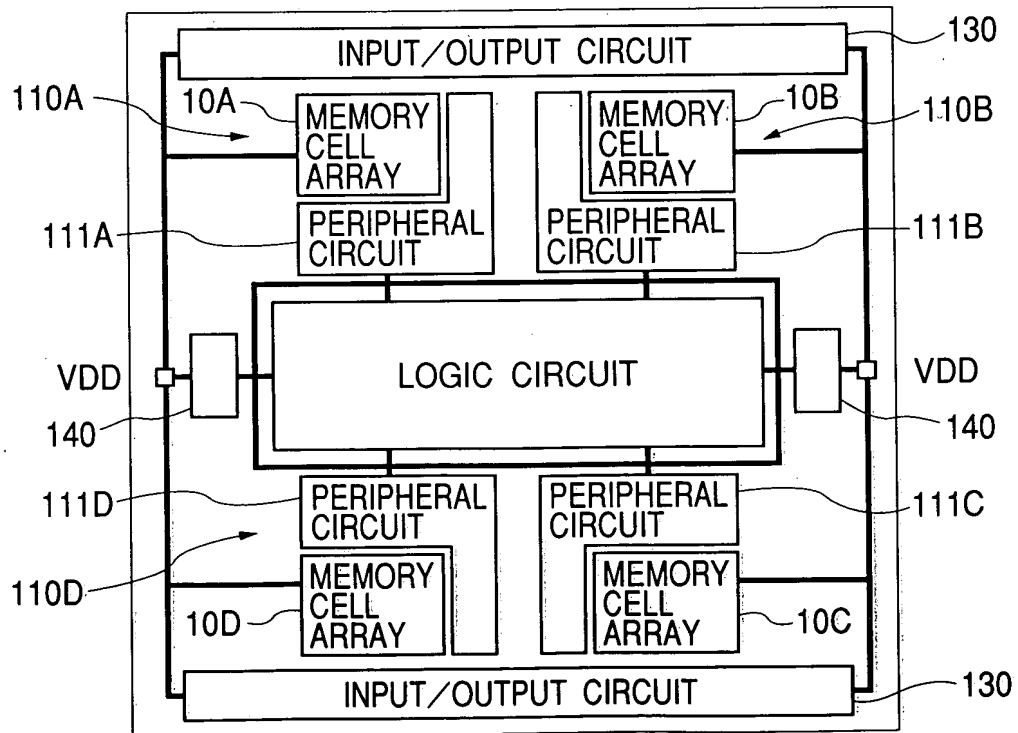 INPUT/OUTPUT CIRCUIT
130
110A
10A
MEMORY
CELL
ARRAY
10B
MEMORY
CELL
ARRAY
110B
111A
PERIPHERAL
CIRCUIT
PERIPHERAL
CIRCUIT
111B
VDD
140
LOGIC CIRCUIT
VDD
140
111D
PERIPHERAL
CIRCUIT
PERIPHERAL
CIRCUIT
111C
110D
10D
MEMORY
CELL
ARRAY
MEMORY
CELL
ARRAY
10C
INPUT/OUTPUT CIRCUIT
130